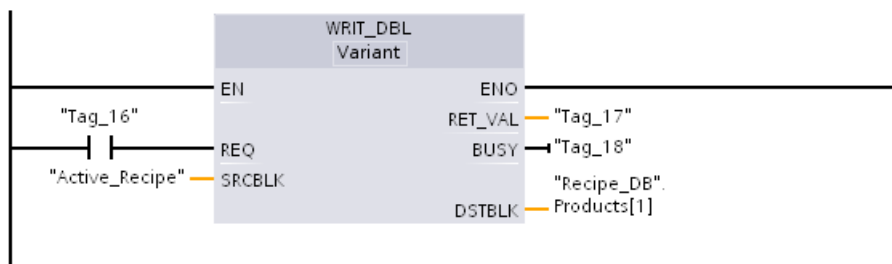 WRIT_DBL
Variant
EN
ENO
"Tag_16"
RET_VAL
"Tag_17"
REQ
BUSY
"Tag_18"
"Active_Recipe"
SRCBLK
"Recipe_DB".
DSTBLK
Products[1]